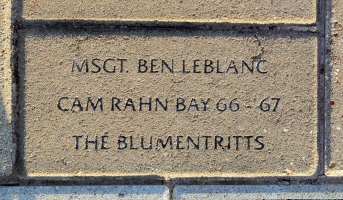 MSGT. BEN LEBLANC
CAM RAHN BAY 66 - 67
THE BLUMENTRITTS